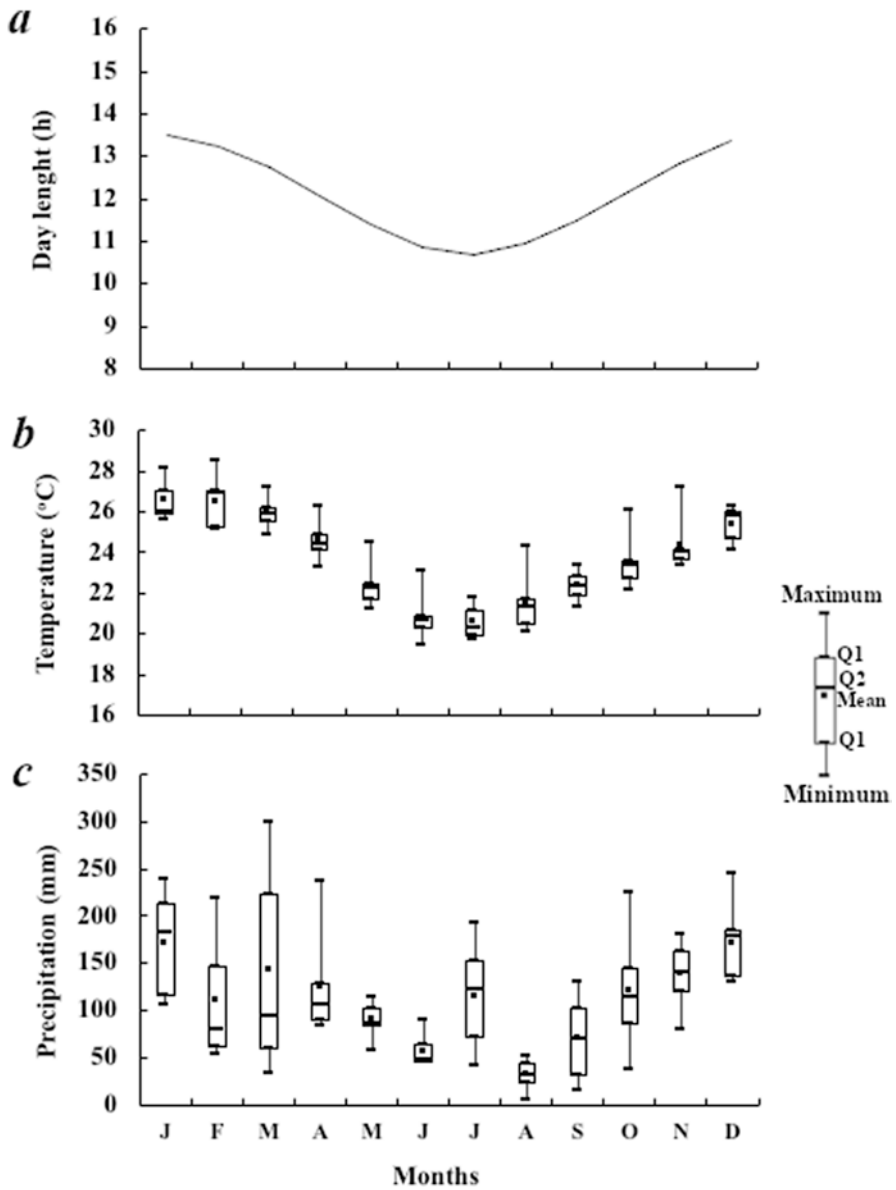 a
16
15
14
13
12
11
10
9
8
Day lenght (h)
b
30
28
26
24
22
20
18
16
Temperature (°C)
Maximum
Q1
Q2
Mean
Q1
Minimum
c
350
300
250
200
150
100
50
0
Precipitation (mm)
J F M A M J J A S O N D
Months